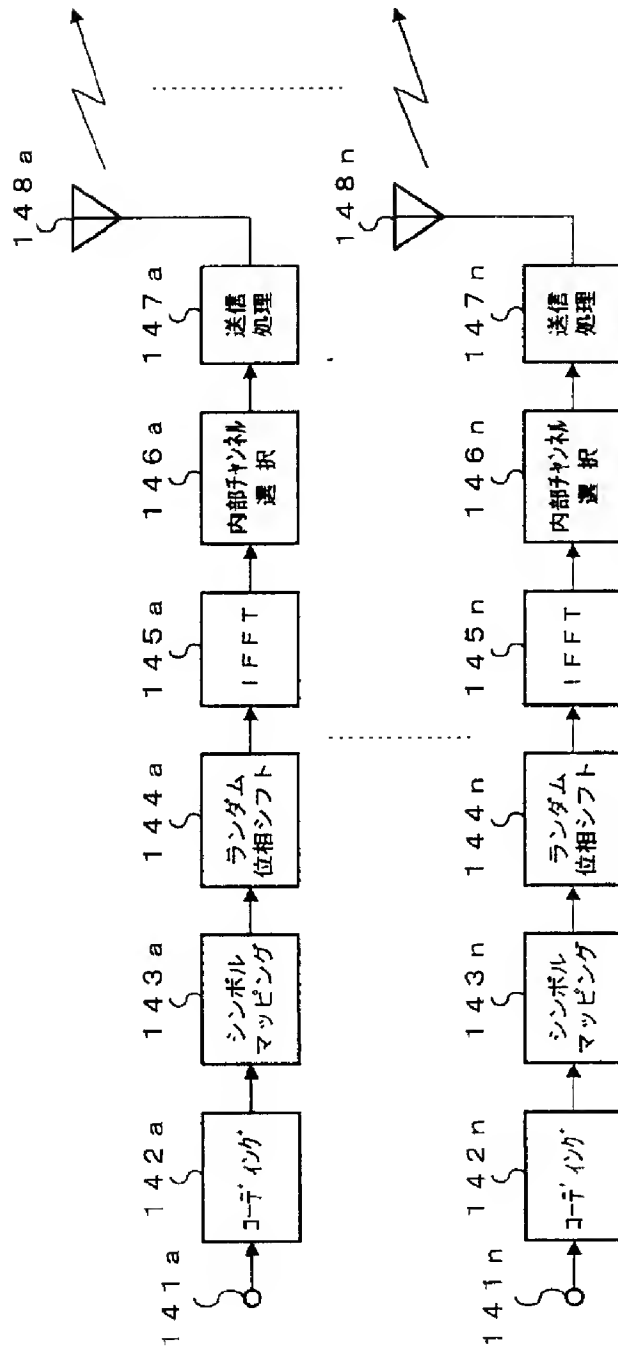 141a
142a
コーディング
143a
シンボル
マッピング
144a
ランダム
位相シフト
145a
IFFT
146a
内部チャンネル
選択
147a
送信
処理
148a
141n
142n
コーディング
143n
シンボル
マッピング
144n
ランダム
位相シフト
145n
IFFT
146n
内部チャンネル
選択
147n
送信
処理
148n